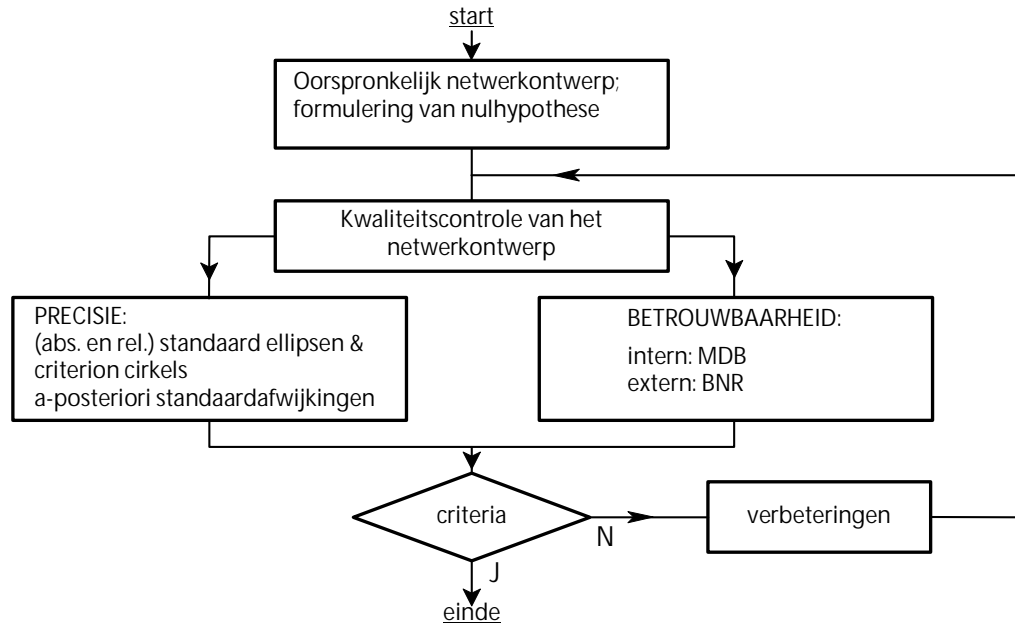 start
Oorspronkelijk netwerkontwerp;
formulering van nulhypothese
Kwaliteitscontrole van het
netwerkontwerp
PRECISIE:
(abs. en rel.) standaard ellipsen &
criterion cirkels
a-posteriori standaardafwijkingen
BETROUWBAARHEID:
intern: MDB
extern: BNR
criteria
N
verbeteringen
J
einde